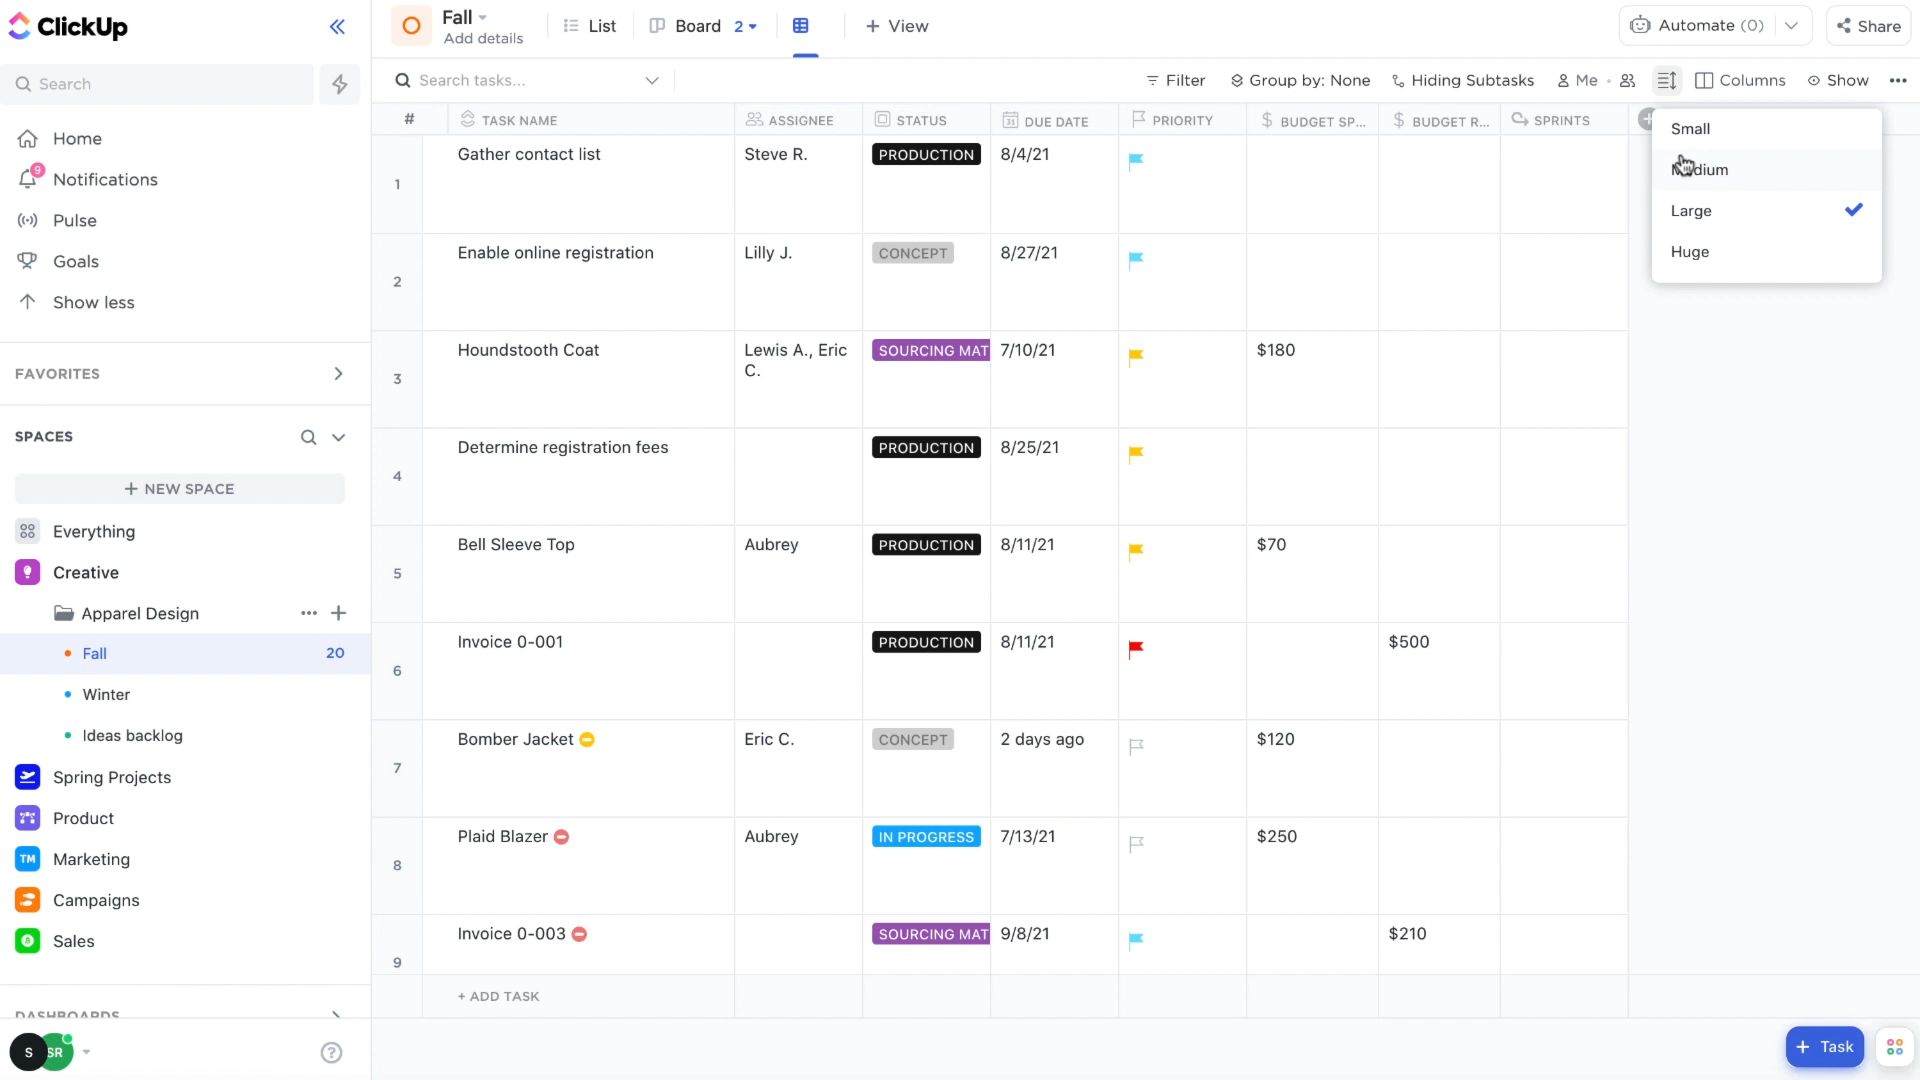 ClickUp
Search
Home
9
Notifications
Pulse
Goals
Show less
FAVORITES
SPACES
+ NEW SPACE
Everything
Creative
Apparel Design
Fall 20
Winter
Ideas backlog
Spring Projects
Product
TM Marketing
Campaigns
Sales
DASHBOARDS
S SR
Fall
Add details
List
Board 2
+ View
Automate (0)
Share
Search tasks...
Filter
Group by: None
Hiding Subtasks
Me
Columns
Show
# TASK NAME ASSIGNEE STATUS 31 DUE DATE PRIORITY $ BUDGET SP... $ BUDGET R... SPRINTS
1 Gather contact list Steve R. PRODUCTION 8/4/21
2 Enable online registration Lilly J. CONCEPT 8/27/21
3 Houndstooth Coat Lewis A., Eric C. SOURCING MAT 7/10/21 $180
4 Determine registration fees PRODUCTION 8/25/21
5 Bell Sleeve Top Aubrey PRODUCTION 8/11/21 $70
6 Invoice 0-001 PRODUCTION 8/11/21 $500
7 Bomber Jacket Eric C. CONCEPT 2 days ago $120
8 Plaid Blazer Aubrey IN PROGRESS 7/13/21 $250
9 Invoice 0-003 SOURCING MAT 9/8/21 $210
+ ADD TASK
Small
Medium
Large
Huge
+ Task